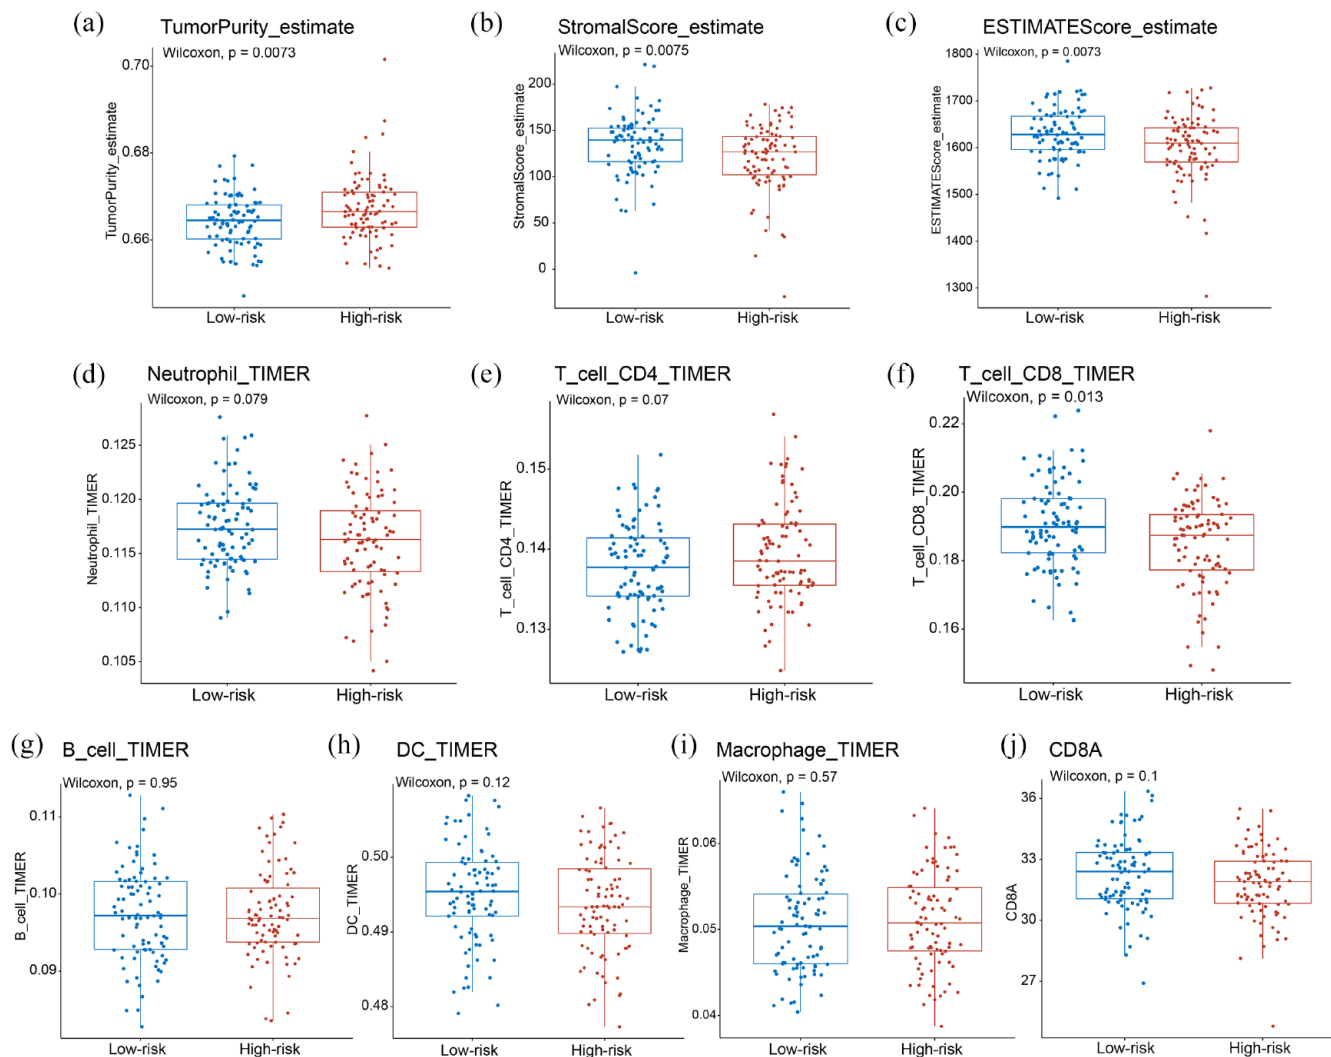 (a) TumorPurity_estimate
Wilcoxon, p = 0.0073
TumorPurity_estimate
0.70
0.68
0.66
Low-risk High-risk
(b) StromalScore_estimate
Wilcoxon, p = 0.0075
StromalScore_estimate
200
150
100
50
0
Low-risk High-risk
(c) ESTIMATEScore_estimate
Wilcoxon, p = 0.0073
ESTIMATEScore_estimate
1800
1700
1600
1500
1400
1300
Low-risk High-risk
(d) Neutrophil_TIMER
Wilcoxon, p = 0.079
Neutrophil_TIMER
0.125
0.120
0.115
0.110
0.105
Low-risk High-risk
(e) T_cell_CD4_TIMER
Wilcoxon, p = 0.07
T_cell_CD4_TIMER
0.15
0.14
0.13
Low-risk High-risk
(f) T_cell_CD8_TIMER
Wilcoxon, p = 0.013
T_cell_CD8_TIMER
0.22
0.20
0.18
0.16
Low-risk High-risk
(g) B_cell_TIMER
Wilcoxon, p = 0.95
B_cell_TIMER
0.11
0.10
0.09
Low-risk High-risk
(h) DC_TIMER
Wilcoxon, p = 0.12
DC_TIMER
0.50
0.49
0.48
Low-risk High-risk
(i) Macrophage_TIMER
Wilcoxon, p = 0.57
Macrophage_TIMER
0.06
0.05
0.04
Low-risk High-risk
(j) CD8A
Wilcoxon, p = 0.1
CD8A
36
33
30
27
Low-risk High-risk